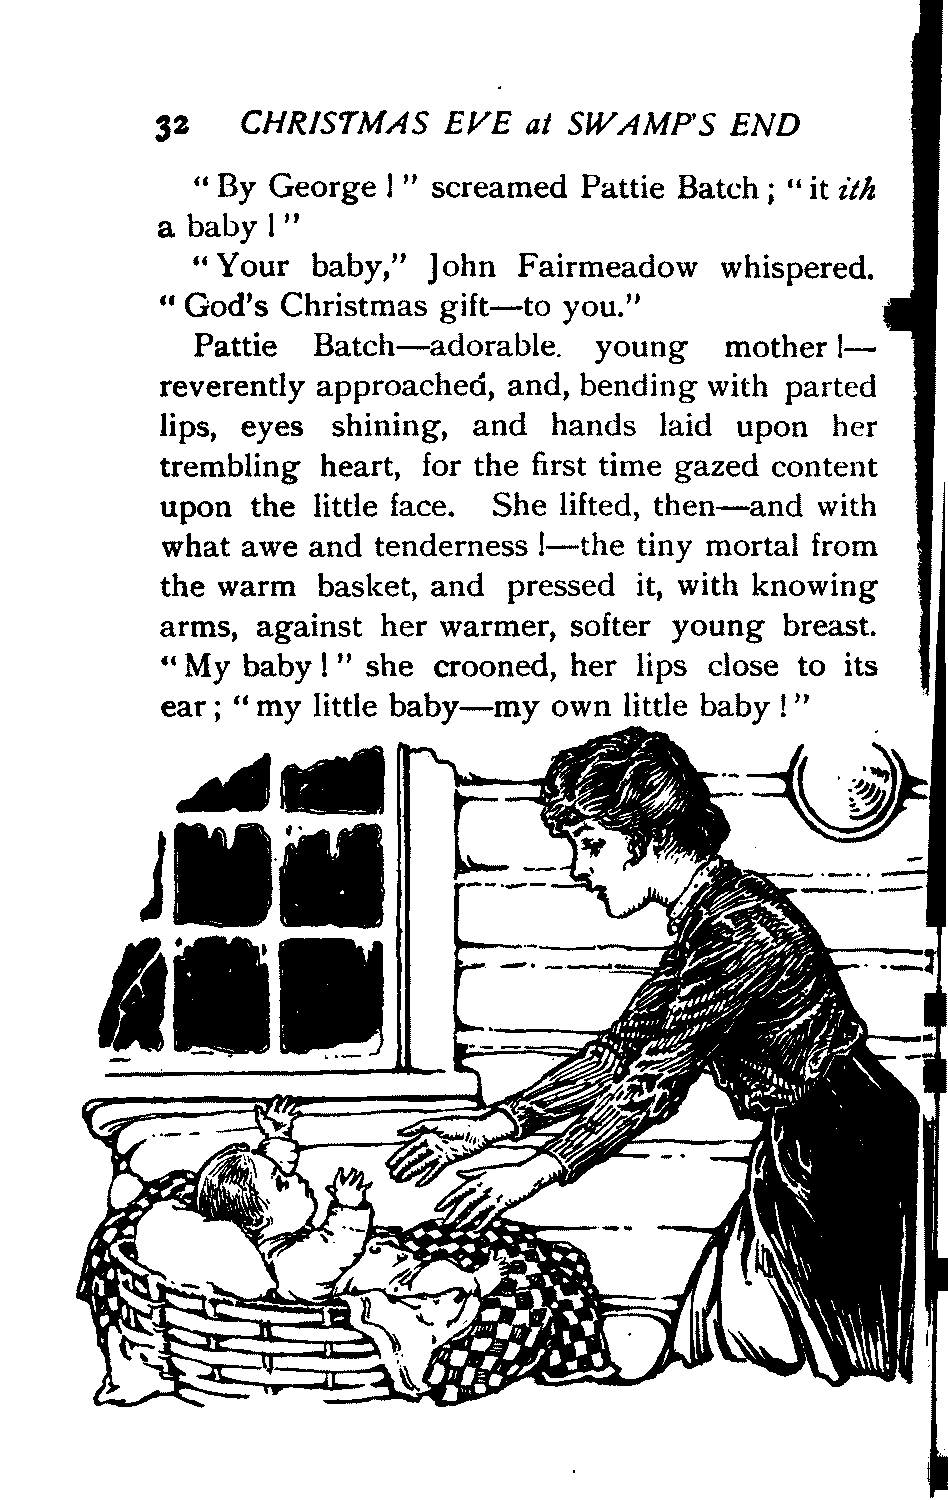 32 CHRISTMAS EVE at SWAMP'S END
“ By George ! ” screamed Pattie Batch ; “ it ith
a baby ! ”
“ Your baby,” John Fairmeadow whispered.
“ God’s Christmas gift—to you.”
Pattie Batch—adorable. young mother !—
reverently approached, and, bending with parted
lips, eyes shining, and hands laid upon her
trembling heart, for the first time gazed content
upon the little face. She lifted, then—and with
what awe and tenderness !—the tiny mortal from
the warm basket, and pressed it, with knowing
arms, against her warmer, softer young breast.
“ My baby ! ” she crooned, her lips close to its
ear ; “ my little baby—my own little baby ! ”